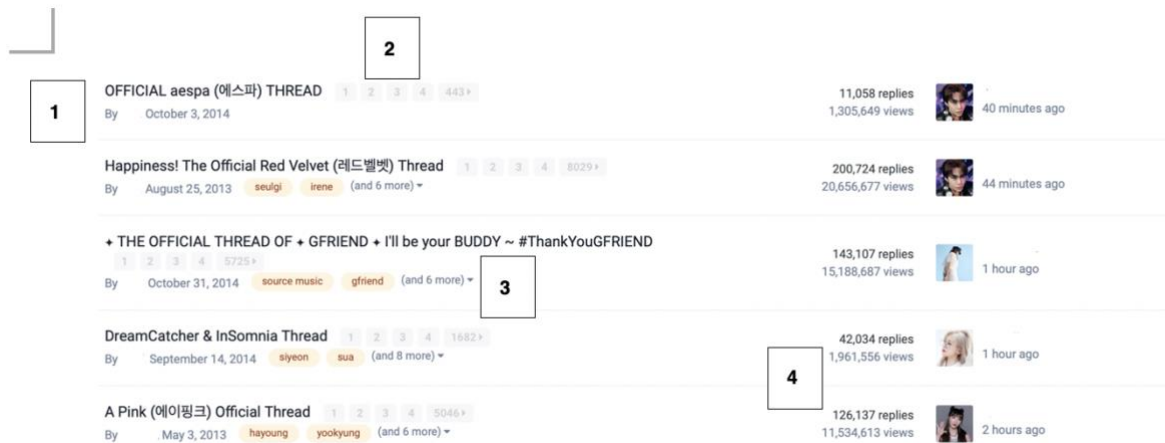 2
1
OFFICIAL aespa (에스파) THREAD 1 2 3 4 443
11,058 replies
By October 3, 2014
1,305,649 views
40 minutes ago
Happiness! The Official Red Velvet (레드벨벳) Thread 1 2 3 4 8029
200,724 replies
By August 25, 2013 seulgi irene (and 6 more)
20,656,677 views
44 minutes ago
+ THE OFFICIAL THREAD OF + GFRIEND + I'll be your BUDDY ~ #ThankYouGFRIEND
1 2 3 4 5725
143,107 replies
15,188,687 views
1 hour ago
By October 31, 2014 source music gfriend (and 6 more)
3
DreamCatcher & InSomnia Thread 1 2 3 4 1682
42,034 replies
By September 14, 2014 siyeon sua (and 8 more)
1,961,556 views
1 hour ago
4
A Pink (에이핑크) Official Thread 1 2 3 4 5046
126,137 replies
By May 3, 2013 hayoung yookyung (and 6 more)
11,534,613 views
2 hours ago